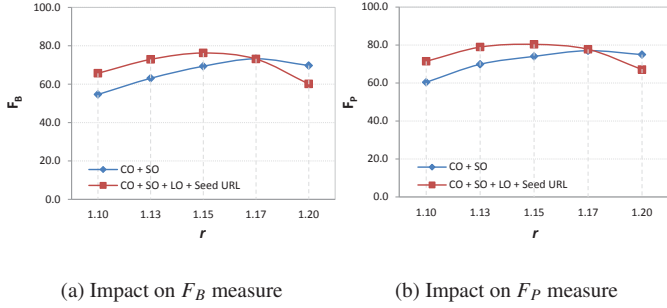 100.0
80.0
60.0
40.0
20.0
0.0
F_B
CO + SO
CO + SO + LO + Seed URL
1.10 1.13 1.15 1.17 1.20
r
(a) Impact on F_B measure
100.0
80.0
60.0
40.0
20.0
0.0
F_P
CO + SO
CO + SO + LO + Seed URL
1.10 1.13 1.15 1.17 1.20
r
(b) Impact on F_P measure